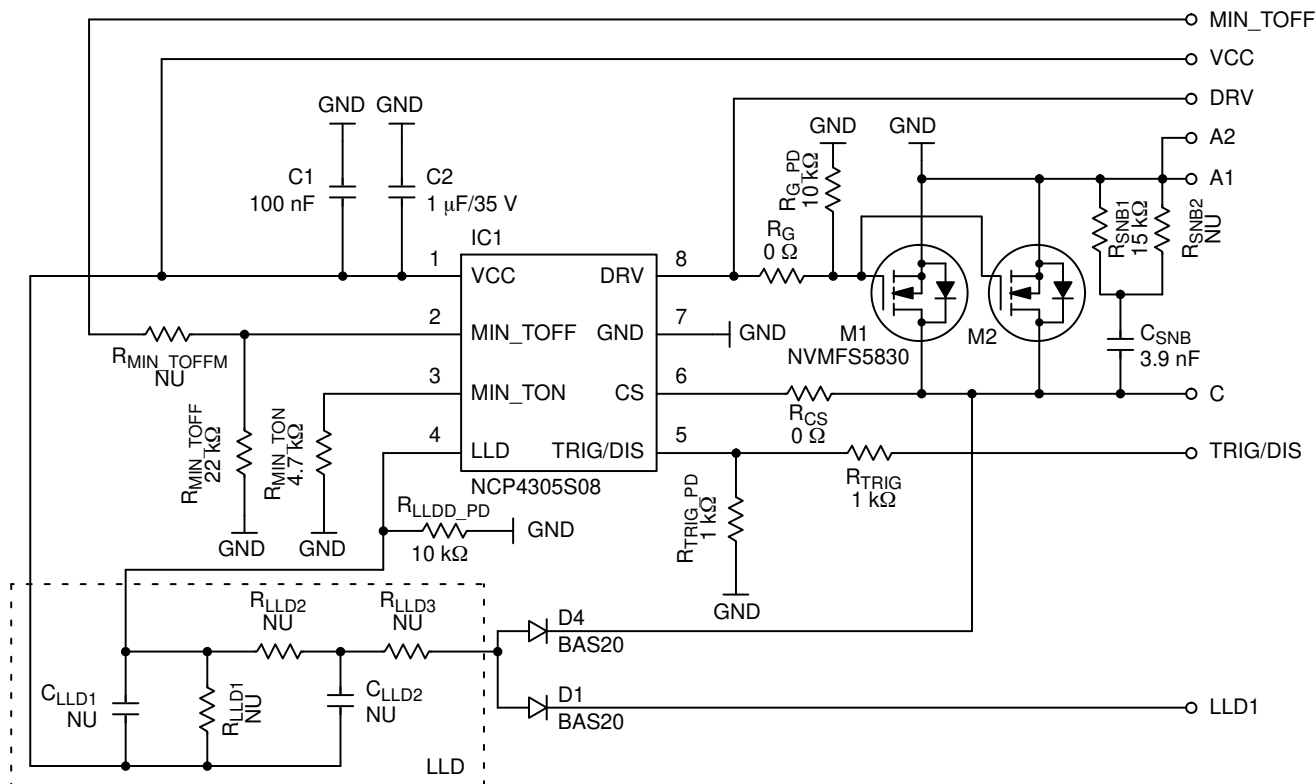 MIN_TOFF
VCC
DRV
A2
A1
GND
GND
C1
100 nF
C2
1 μF/35 V
GND
GND
R_G_PD
10 kΩ
R_G
0 Ω
R_SNB1
15 kΩ
R_SNB2
NU
IC1
1
VCC
DRV
8
2
MIN_TOFF
GND
7
GND
3
MIN_TON
CS
6
4
LLD
TRIG/DIS
5
NCP4305S08
M1
NVMFS5830
M2
C_SNB
3.9 nF
R_MIN_TOFFM
NU
R_MIN_TOFF
22 kΩ
GND
R_MIN_TON
4.7 kΩ
GND
R_CS
0 Ω
C
TRIG/DIS
R_TRIG
1 kΩ
R_TRIG_PD
1 kΩ
GND
R_LLDD_PD
10 kΩ
GND
R_LLD2
NU
R_LLD3
NU
C_LLD1
NU
R_LLD1
NU
C_LLD2
NU
LLD
D4
BAS20
D1
BAS20
LLD1